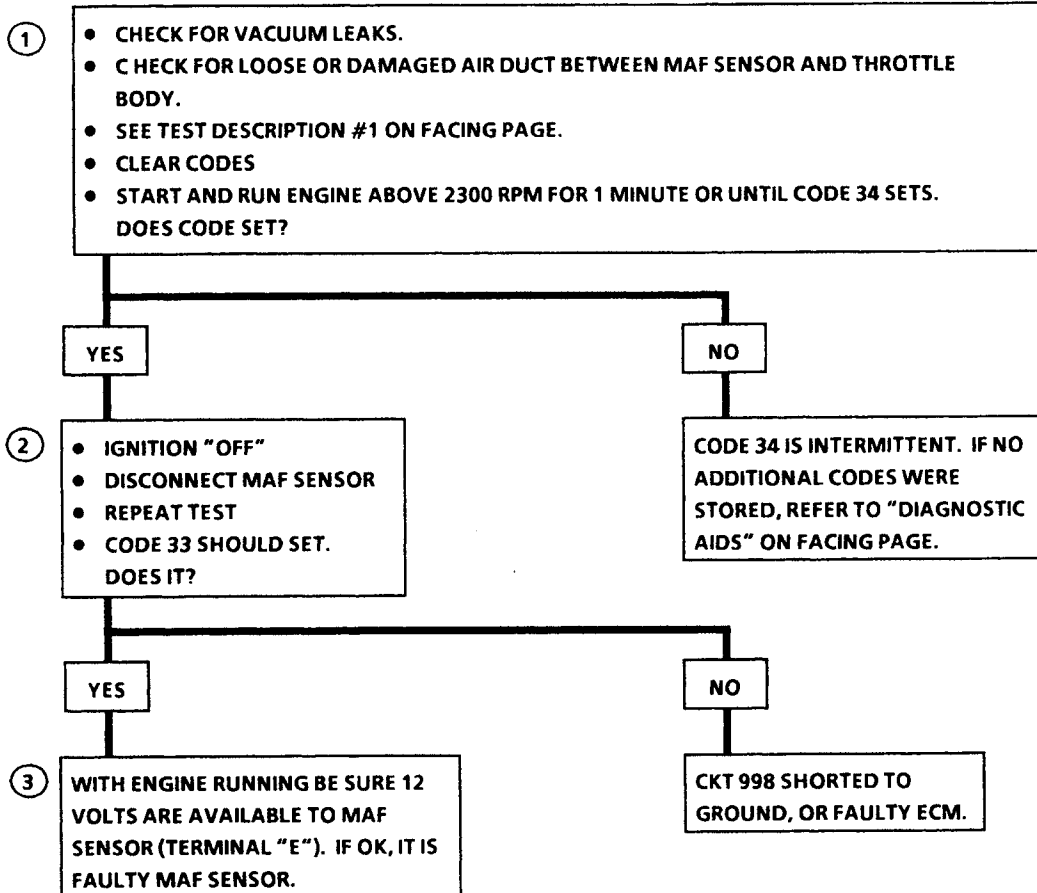 1
• CHECK FOR VACUUM LEAKS.
• C HECK FOR LOOSE OR DAMAGED AIR DUCT BETWEEN MAF SENSOR AND THROTTLE
BODY.
• SEE TEST DESCRIPTION #1 ON FACING PAGE.
• CLEAR CODES
• START AND RUN ENGINE ABOVE 2300 RPM FOR 1 MINUTE OR UNTIL CODE 34 SETS.
DOES CODE SET?
YES
NO
2
• IGNITION "OFF"
• DISCONNECT MAF SENSOR
• REPEAT TEST
• CODE 33 SHOULD SET.
DOES IT?
CODE 34 IS INTERMITTENT. IF NO
ADDITIONAL CODES WERE
STORED, REFER TO "DIAGNOSTIC
AIDS" ON FACING PAGE.
YES
NO
3
WITH ENGINE RUNNING BE SURE 12
VOLTS ARE AVAILABLE TO MAF
SENSOR (TERMINAL "E"). IF OK, IT IS
FAULTY MAF SENSOR.
CKT 998 SHORTED TO
GROUND, OR FAULTY ECM.